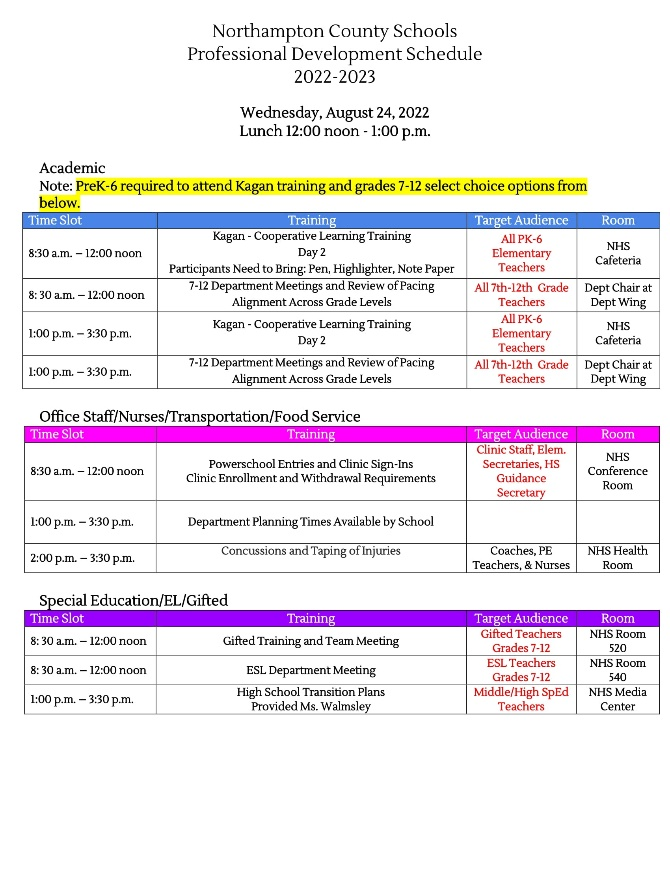 Northampton County Schools
Professional Development Schedule
2022-2023
Wednesday, August 24, 2022
Lunch 12:00 noon - 1:00 p.m.
Academic
Note: PreK-6 required to attend Kagan training and grades 7-12 select choice options from
below.
Time Slot Training Target Audience Room
8:30 a.m. – 12:00 noon
Kagan - Cooperative Learning Training
Day 2
Participants Need to Bring: Pen, Highlighter, Note Paper
All PK-6
Elementary
Teachers
NHS
Cafeteria
8: 30 a.m. – 12:00 noon
7-12 Department Meetings and Review of Pacing
Alignment Across Grade Levels
All 7th-12th Grade
Teachers
Dept Chair at
Dept Wing
1:00 p.m. – 3:30 p.m.
Kagan - Cooperative Learning Training
Day 2
All PK-6
Elementary
Teachers
NHS
Cafeteria
1:00 p.m. – 3:30 p.m.
7-12 Department Meetings and Review of Pacing
Alignment Across Grade Levels
All 7th-12th Grade
Teachers
Dept Chair at
Dept Wing
Office Staff/Nurses/Transportation/Food Service
Time Slot Training Target Audience Room
8:30 a.m. – 12:00 noon
Powerschool Entries and Clinic Sign-Ins
Clinic Enrollment and Withdrawal Requirements
Clinic Staff, Elem.
Secretaries, HS
Guidance
Secretary
NHS
Conference
Room
1:00 p.m. – 3:30 p.m.
Department Planning Times Available by School
2:00 p.m. – 3:30 p.m.
Concussions and Taping of Injuries
Coaches, PE
Teachers, & Nurses
NHS Health
Room
Special Education/EL/Gifted
Time Slot Training Target Audience Room
8: 30 a.m. – 12:00 noon
Gifted Training and Team Meeting
Gifted Teachers
Grades 7-12
NHS Room
520
8: 30 a.m. – 12:00 noon
ESL Department Meeting
ESL Teachers
Grades 7-12
NHS Room
540
1:00 p.m. – 3:30 p.m.
High School Transition Plans
Provided Ms. Walmsley
Middle/High SpEd
Teachers
NHS Media
Center